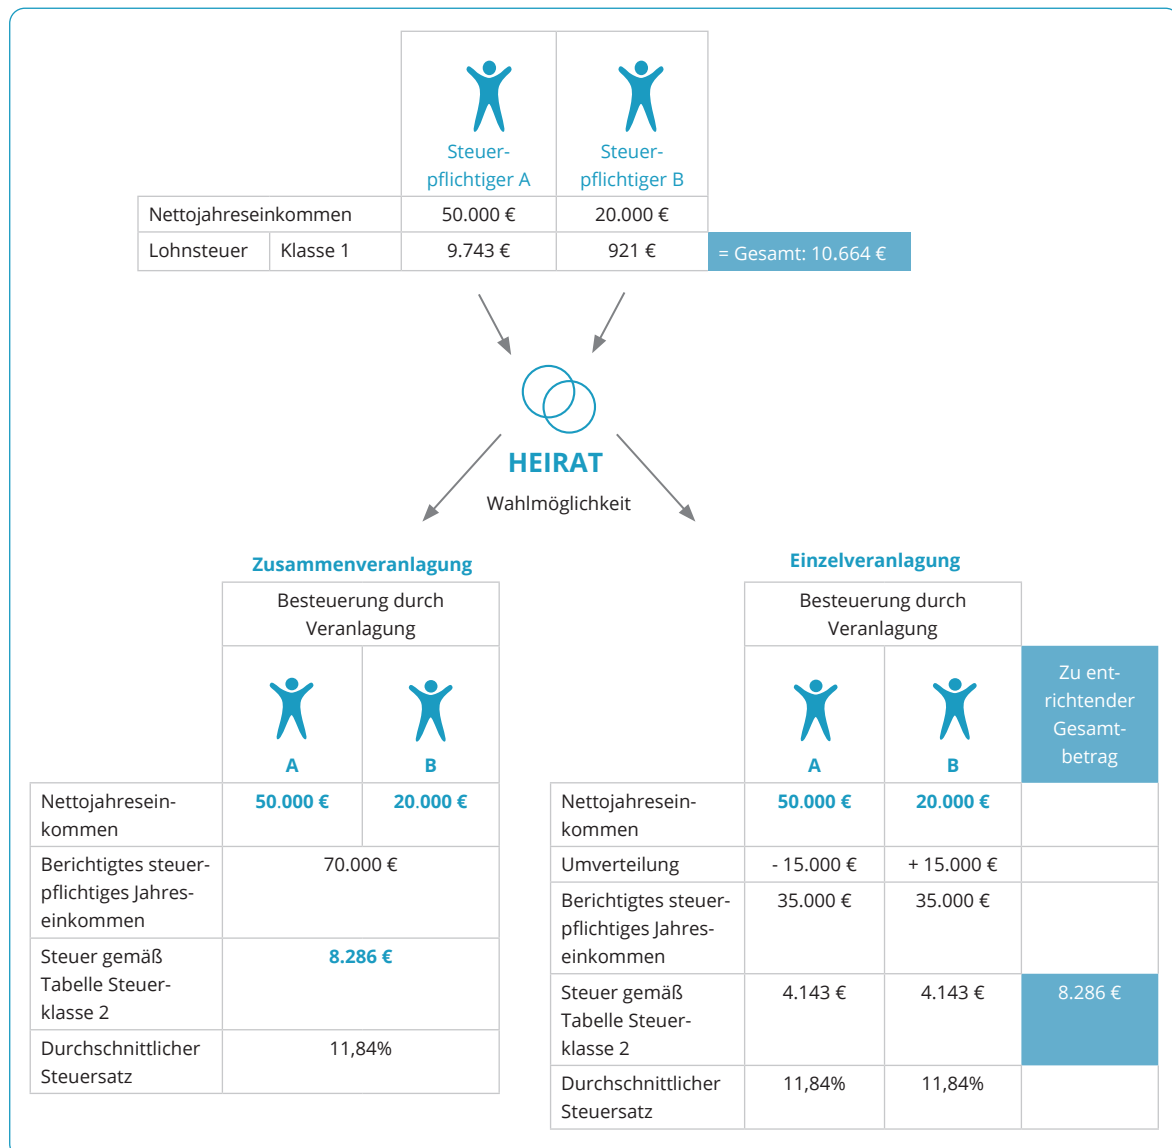 Steuer-
pflichtiger A
Steuer-
pflichtiger B
Nettojahreseinkommen 50.000 € 20.000 €
Lohnsteuer Klasse 1 9.743 € 921 € = Gesamt: 10.664 €
HEIRAT
Wahlmöglichkeit
Zusammenveranlagung
Besteuerung durch
Veranlagung
A B
Nettojahresein-
kommen
50.000 € 20.000 €
Berichtigtes steuer-
pflichtiges Jahres-
einkommen
70.000 €
Steuer gemäß
Tabelle Steuer-
klasse 2
8.286 €
Durchschnittlicher
Steuersatz
11,84%
Einzelveranlagung
Besteuerung durch
Veranlagung
A B
Zu ent-
richtender
Gesamt-
betrag
Nettojahresein-
kommen
50.000 € 20.000 €
Umverteilung - 15.000 € + 15.000 €
Berichtigtes steuer-
pflichtiges Jahres-
einkommen
35.000 € 35.000 €
Steuer gemäß
Tabelle Steuer-
klasse 2
4.143 € 4.143 € 8.286 €
Durchschnittlicher
Steuersatz
11,84% 11,84%